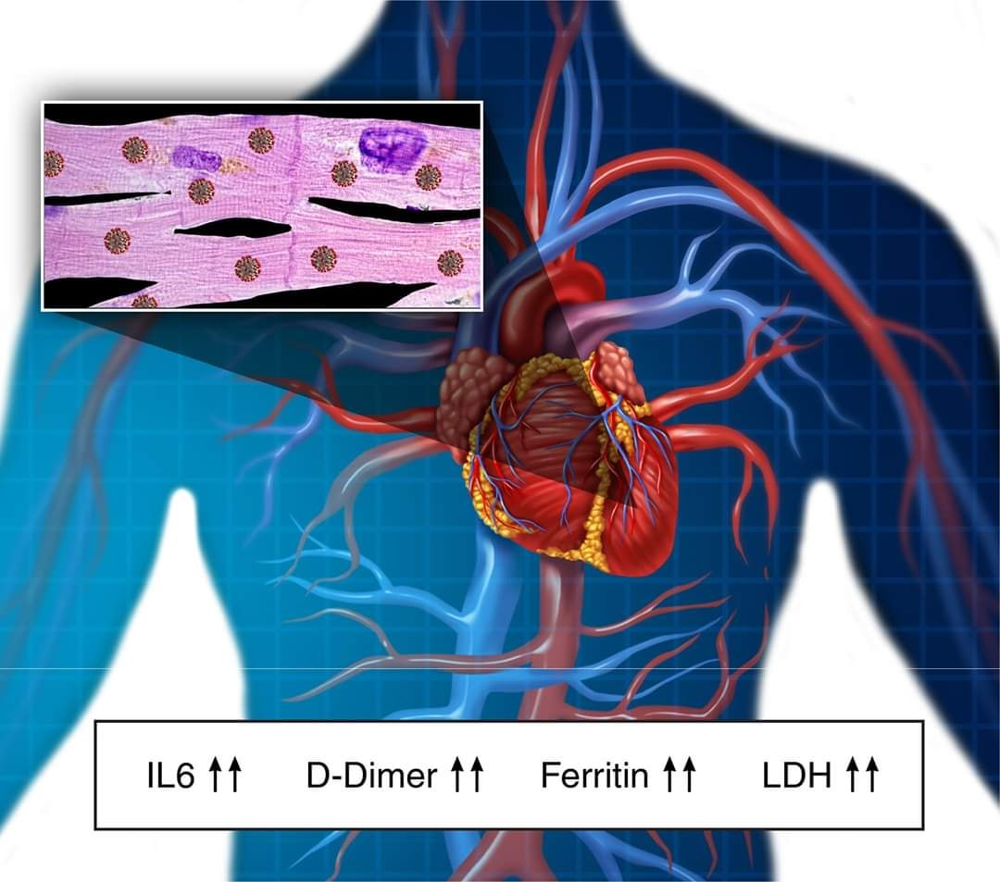 IL6 ↑↑ D-Dimer ↑↑ Ferritin ↑↑ LDH ↑↑